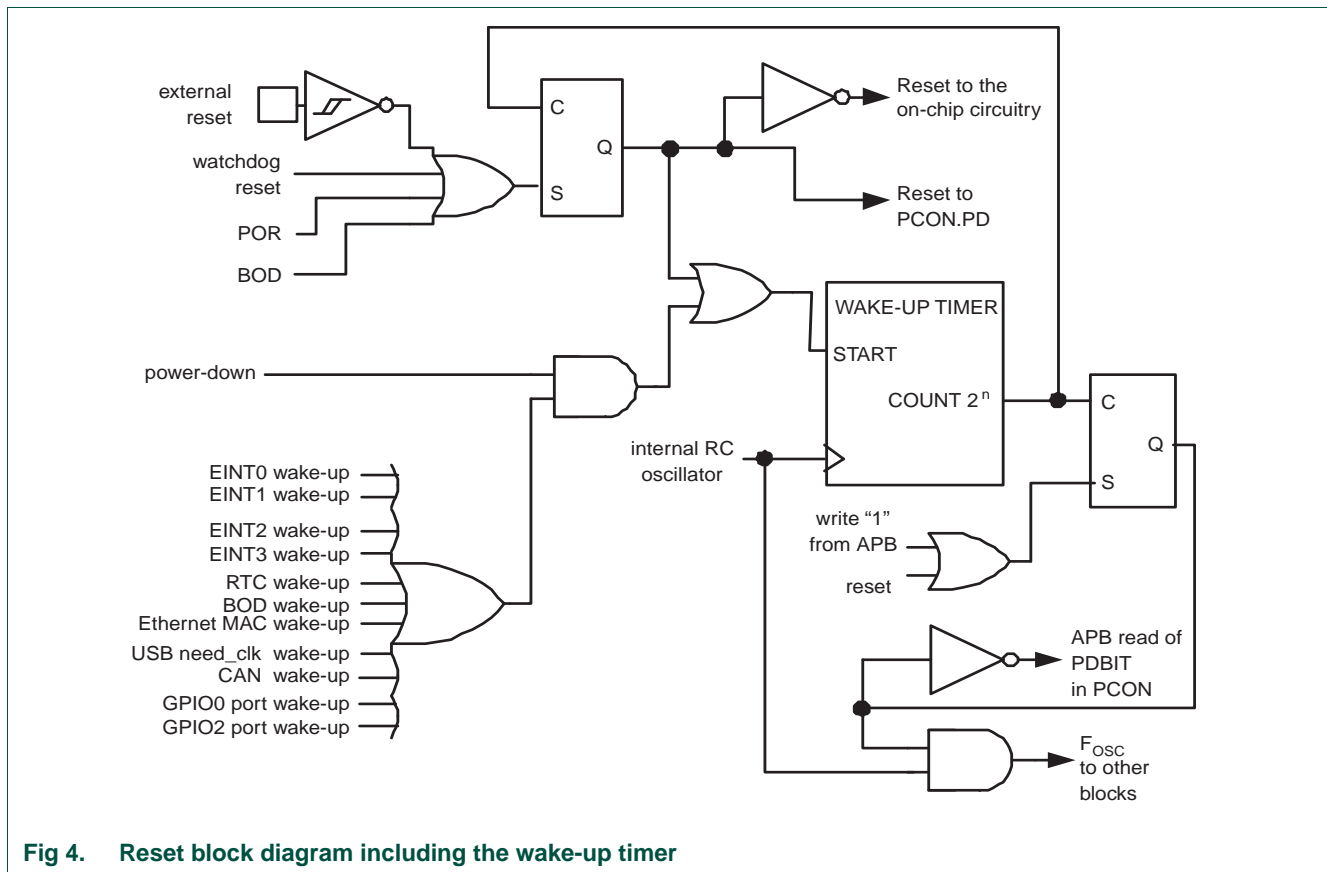 external
reset
watchdog
reset
POR
BOD
C
Q
S
Reset to the
on-chip circuitry
Reset to
PCON.PD
WAKE-UP TIMER
START
COUNT 2n
power-down
internal RC
oscillator
C
Q
S
EINT0 wake-up
EINT1 wake-up
EINT2 wake-up
EINT3 wake-up
RTC wake-up
BOD wake-up
Ethernet MAC wake-up
USB need_clk wake-up
CAN wake-up
GPIO0 port wake-up
GPIO2 port wake-up
write “1”
from APB
reset
APB read of
PDBIT
in PCON
FOSC
to other
blocks
Fig 4. Reset block diagram including the wake-up timer